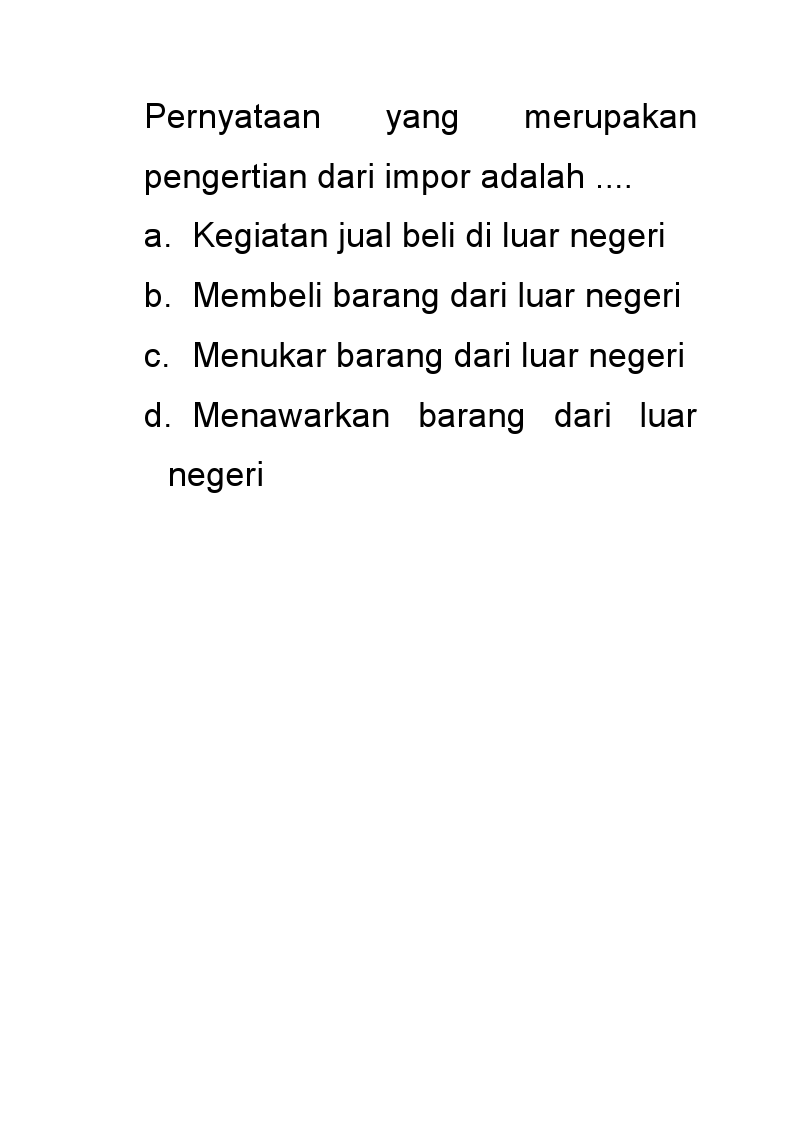 Pernyataan yang merupakan
pengertian dari impor adalah ....
a. Kegiatan jual beli di luar negeri
b. Membeli barang dari luar negeri
c. Menukar barang dari luar negeri
d. Menawarkan barang dari luar
negeri